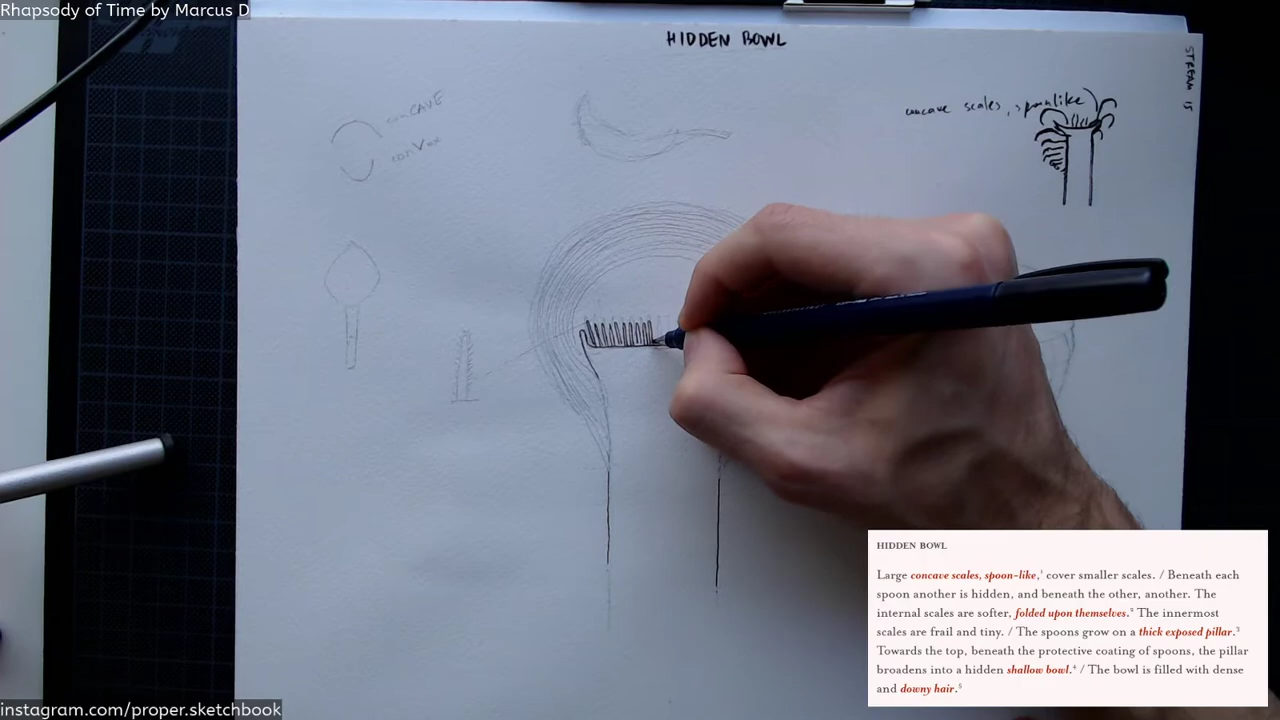 Rhapsody of Time by Marcus D
HIDDEN BOWL
STREAM 15
conCAVE
conVex
concave scales, spoonlike
HIDDEN BOWL
Large concave scales, spoon-like,¹ cover smaller scales. / Beneath each
spoon another is hidden, and beneath the other, another. The
internal scales are softer, folded upon themselves.² The innermost
scales are frail and tiny. / The spoons grow on a thick exposed pillar.³
Towards the top, beneath the protective coating of spoons, the pillar
broadens into a hidden shallow bowl.⁴ / The bowl is filled with dense
and downy hair.⁵
instagram.com/proper.sketchbook